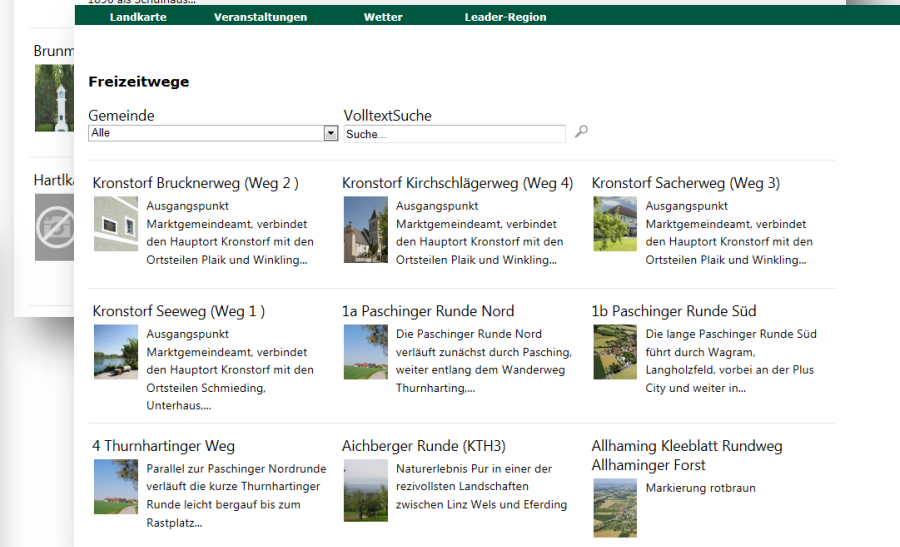 1890 als Schulhaus...
Landkarte Veranstaltungen Wetter Leader-Region
Brunm
Hartlka
Freizeitwege
Gemeinde VolltextSuche
Alle Suche...
Kronstorf Brucknerweg (Weg 2 )
Ausgangspunkt
Marktgemeindeamt, verbindet
den Hauptort Kronstorf mit den
Ortsteilen Plaik und Winkling...
Kronstorf Kirchschlägerweg (Weg 4)
Ausgangspunkt
Marktgemeindeamt, verbindet
den Hauptort Kronstorf mit den
Ortsteilen Plaik und Winkling...
Kronstorf Sacherweg (Weg 3)
Ausgangspunkt
Marktgemeindeamt, verbindet
den Hauptort Kronstorf mit den
Ortsteilen Plaik und Winkling...
Kronstorf Seeweg (Weg 1 )
Ausgangspunkt
Marktgemeindeamt, verbindet
den Hauptort Kronstorf mit den
Ortsteilen Schmieding,
Unterhaus,...
1a Paschinger Runde Nord
Die Paschinger Runde Nord
verläuft zunächst durch Pasching,
weiter entlang dem Wanderweg
Thurnharting,...
1b Paschinger Runde Süd
Die lange Paschinger Runde Süd
führt durch Wagram,
Langholzfeld, vorbei an der Plus
City und weiter in...
4 Thurnhartinger Weg
Parallel zur Paschinger Nordrunde
verläuft die kurze Thurnhartinger
Runde leicht bergauf bis zum
Rastplatz...
Aichberger Runde (KTH3)
Naturerlebnis Pur in einer der
rezivollsten Landschaften
zwischen Linz Wels und Eferding
Allhaming Kleeblatt Rundweg
Allhaminger Forst
Markierung rotbraun